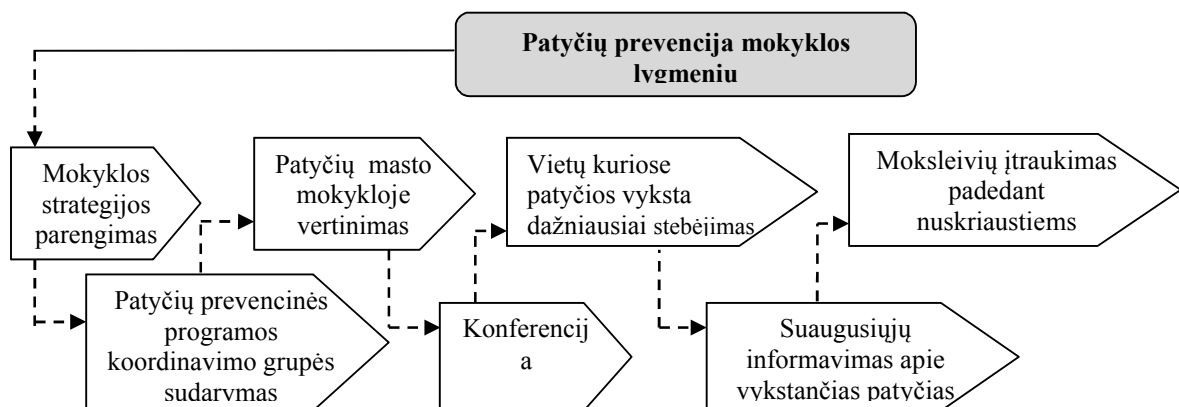 Patyčių prevencija mokyklos
lygmeniu
Mokyklos
strategijos
parengimas
Patyčių prevencinės
programos
koordinavimo grupės
sudarymas
Patyčių masto
mokykloje
vertinimas
Konferencij
a
Vietų kuriose
patyčios vyksta
dažniausiai stebėjimas
Suaugusiųjų
informavimas apie
vykstančias patyčias
Moksleivių įtraukimas
padedant
nuskriaustiems